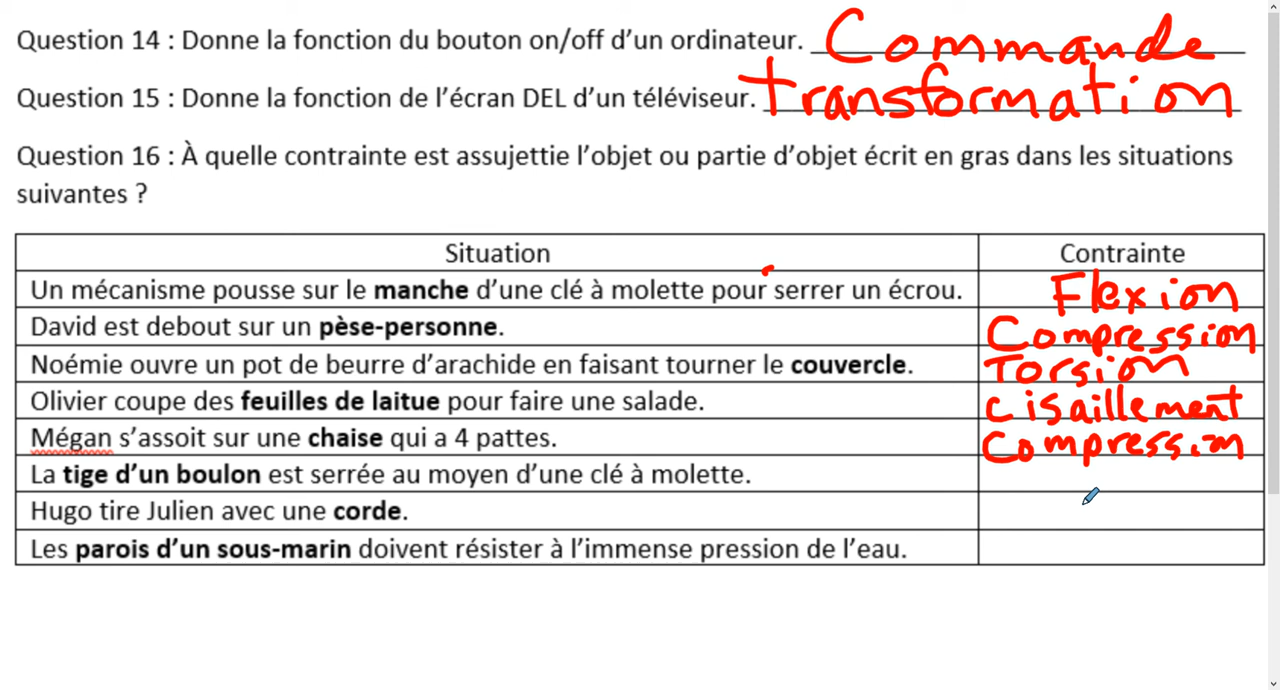 Question 14 : Donne la fonction du bouton on/off d’un ordinateur. Commande
Question 15 : Donne la fonction de l’écran DEL d’un téléviseur. transformation
Question 16 : À quelle contrainte est assujettie l’objet ou partie d’objet écrit en gras dans les situations
suivantes ?
Situation Contrainte
Un mécanisme pousse sur le manche d’une clé à molette pour serrer un écrou. Flexion
David est debout sur un pèse-personne. Compression
Noémie ouvre un pot de beurre d’arachide en faisant tourner le couvercle. Torsion
Olivier coupe des feuilles de laitue pour faire une salade. cisaillement
Mégan s’assoit sur une chaise qui a 4 pattes. Compression
La tige d’un boulon est serrée au moyen d’une clé à molette.
Hugo tire Julien avec une corde.
Les parois d’un sous-marin doivent résister à l’immense pression de l’eau.